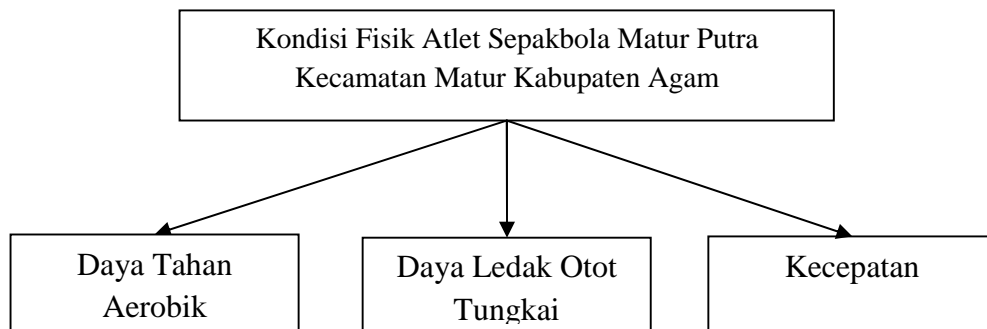 Kondisi Fisik Atlet Sepakbola Matur Putra
Kecamatan Matur Kabupaten Agam
Daya Tahan
Aerobik
Daya Ledak Otot
Tungkai
Kecepatan